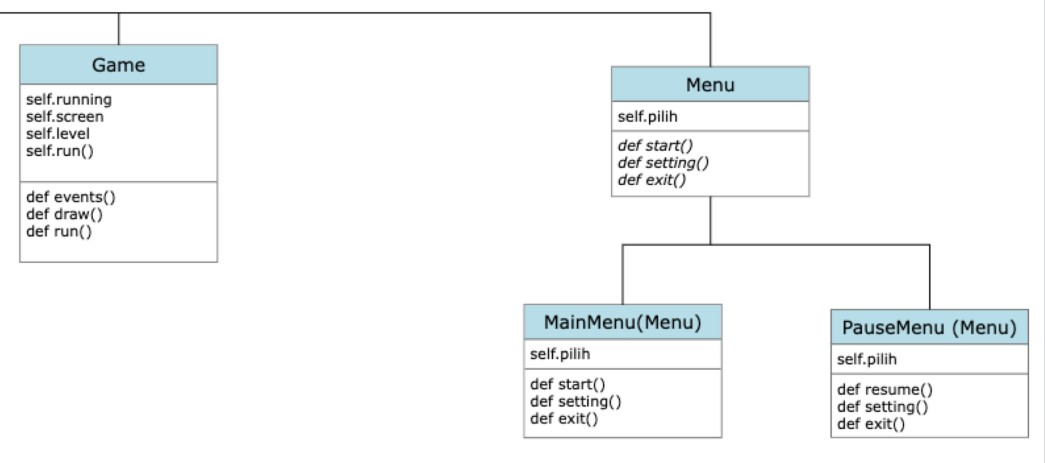 Game
self.running
self.screen
self.level
self.run()
def events()
def draw()
def run()
Menu
self.pilih
def start()
def setting()
def exit()
MainMenu(Menu)
self.pilih
def start()
def setting()
def exit()
PauseMenu (Menu)
self.pilih
def resume()
def setting()
def exit()